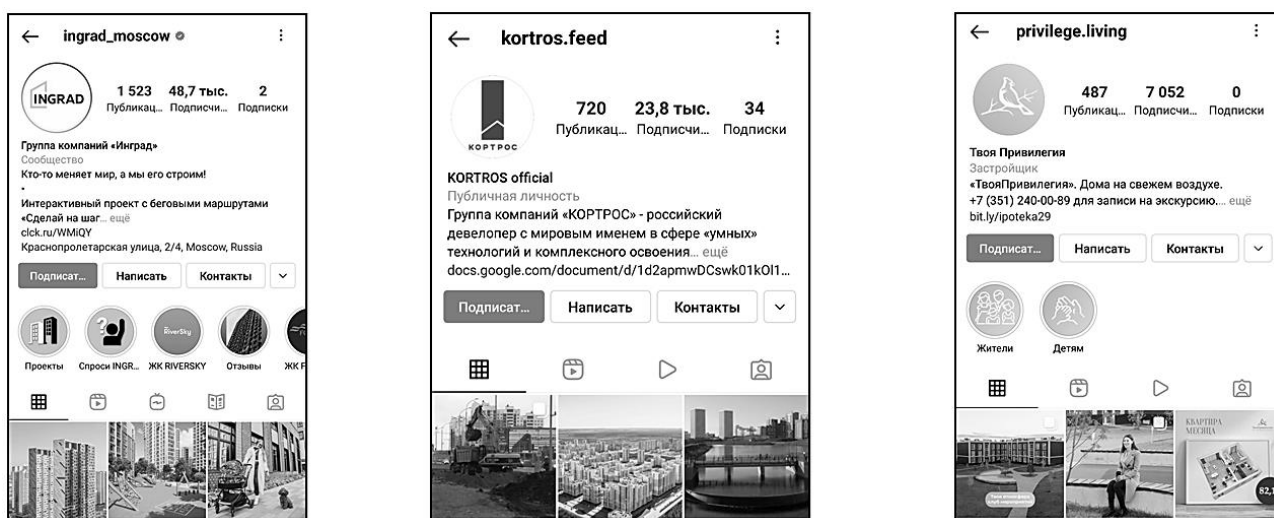 ingrad_moscow
INGRAD
1 523 48,7 тыс. 2
Публикац... Подписчи... Подписки
Группа компаний «Инград»
Сообщество
Кто-то меняет мир, а мы его строим!
•
Интерактивный проект с беговыми маршрутами
«Сделай на шаг... ещё
clck.ru/WMiQY
Краснопролетарская улица, 2/4, Moscow, Russia
Подписат... Написать Контакты
RiverSky
Проекты Спроси INGR... ЖК RIVERSKY Отзывы ЖК F
kortros.feed
КОРТРОС
720 23,8 тыс. 34
Публикац... Подписчи... Подписки
KORTROS official
Публичная личность
Группа компаний «КОРТРОС» - российский
девелопер с мировым именем в сфере «умных»
технологий и комплексного освоения... ещё
docs.google.com/document/d/1d2apmwDCswk01kOl1...
Подписат... Написать Контакты
privilege.living
487 7 052 0
Публикац... Подписчи... Подписки
Твоя Привилегия
Застройщик
«ТвояПривилегия». Дома на свежем воздухе.
+7 (351) 240-00-89 для записи на экскурсию.... ещё
bit.ly/ipoteka29
Подписат... Написать Контакты
Жители Детям
КВАРТИРА
МЕСЯЦА